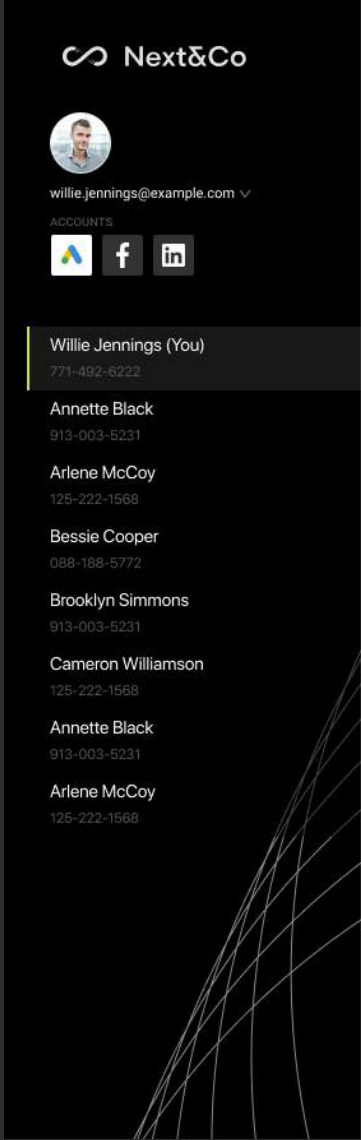 Next&Co
willie.jennings@example.com
ACCOUNTS
f in
Willie Jennings (You)
771-492-6222
Annette Black
913-003-5231
Arlene McCoy
125-222-1568
Bessie Cooper
088-188-5772
Brooklyn Simmons
913-003-5231
Cameron Williamson
125-222-1568
Annette Black
913-003-5231
Arlene McCoy
125-222-1568